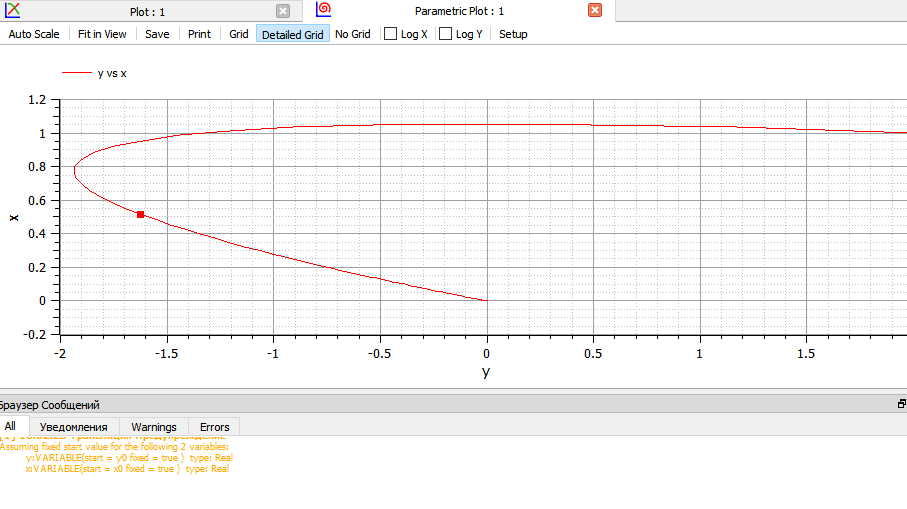 Plot : 1
Parametric Plot : 1
Auto Scale Fit in View Save Print Grid Detailed Grid No Grid Log X Log Y Setup
y vs x
1.2
1
0.8
0.6
0.4
0.2
0
-0.2
x
-2 -1.5 -1 -0.5 0 0.5 1 1.5
y
Браузер Сообщений
All Уведомления Warnings Errors
Assuming fixed start value for the following 2 variables:
y:VARIABLE(start = y0 fixed = true ) type: Real
x:VARIABLE(start = x0 fixed = true ) type: Real